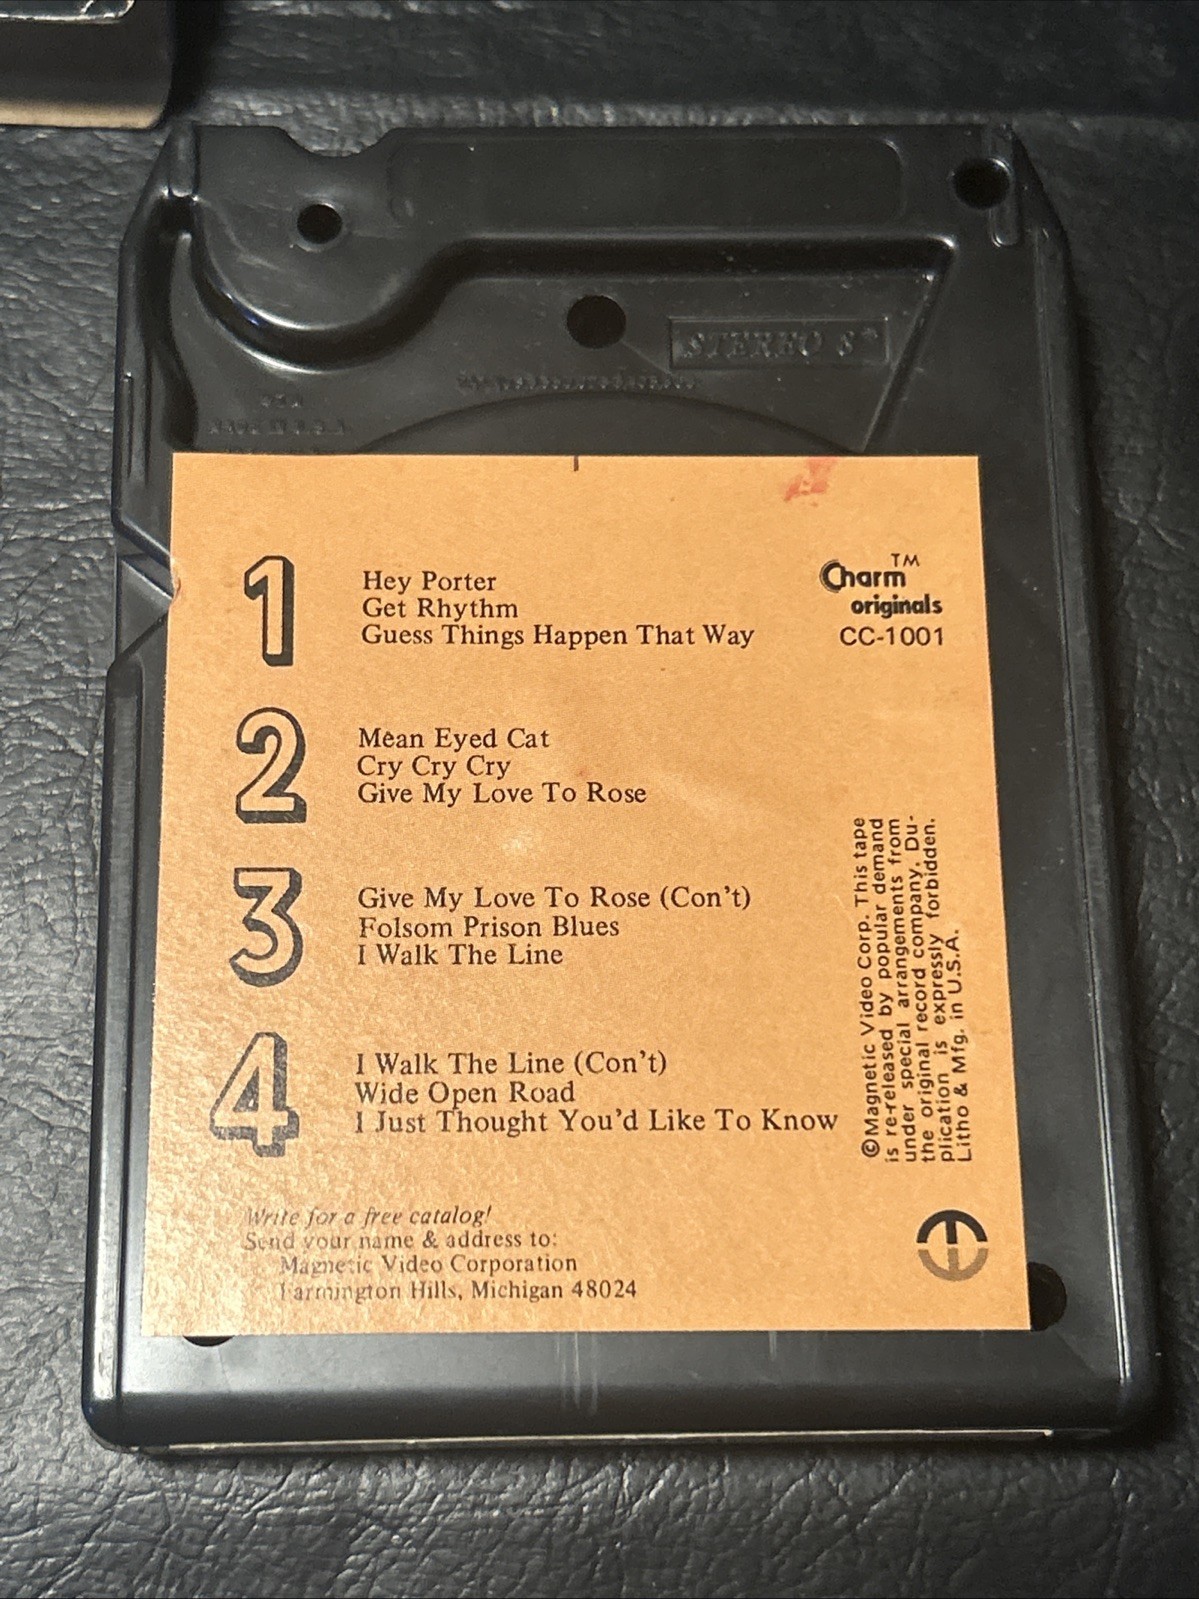 STEREO 8
MADE IN U.S.A.
1
Hey Porter
Get Rhythm
Guess Things Happen That Way
Charm™
originals
CC-1001
2
Mean Eyed Cat
Cry Cry Cry
Give My Love To Rose
3
Give My Love To Rose (Con't)
Folsom Prison Blues
I Walk The Line
4
I Walk The Line (Con't)
Wide Open Road
I Just Thought You'd Like To Know
©Magnetic Video Corp. This tape
is re-released by popular demand
under special arrangements from
the original record company. Du-
plication is expressly forbidden.
Litho & Mfg. in U.S.A.
Write for a free catalog!
Send your name & address to:
Magnetic Video Corporation
Farmington Hills, Michigan 48024